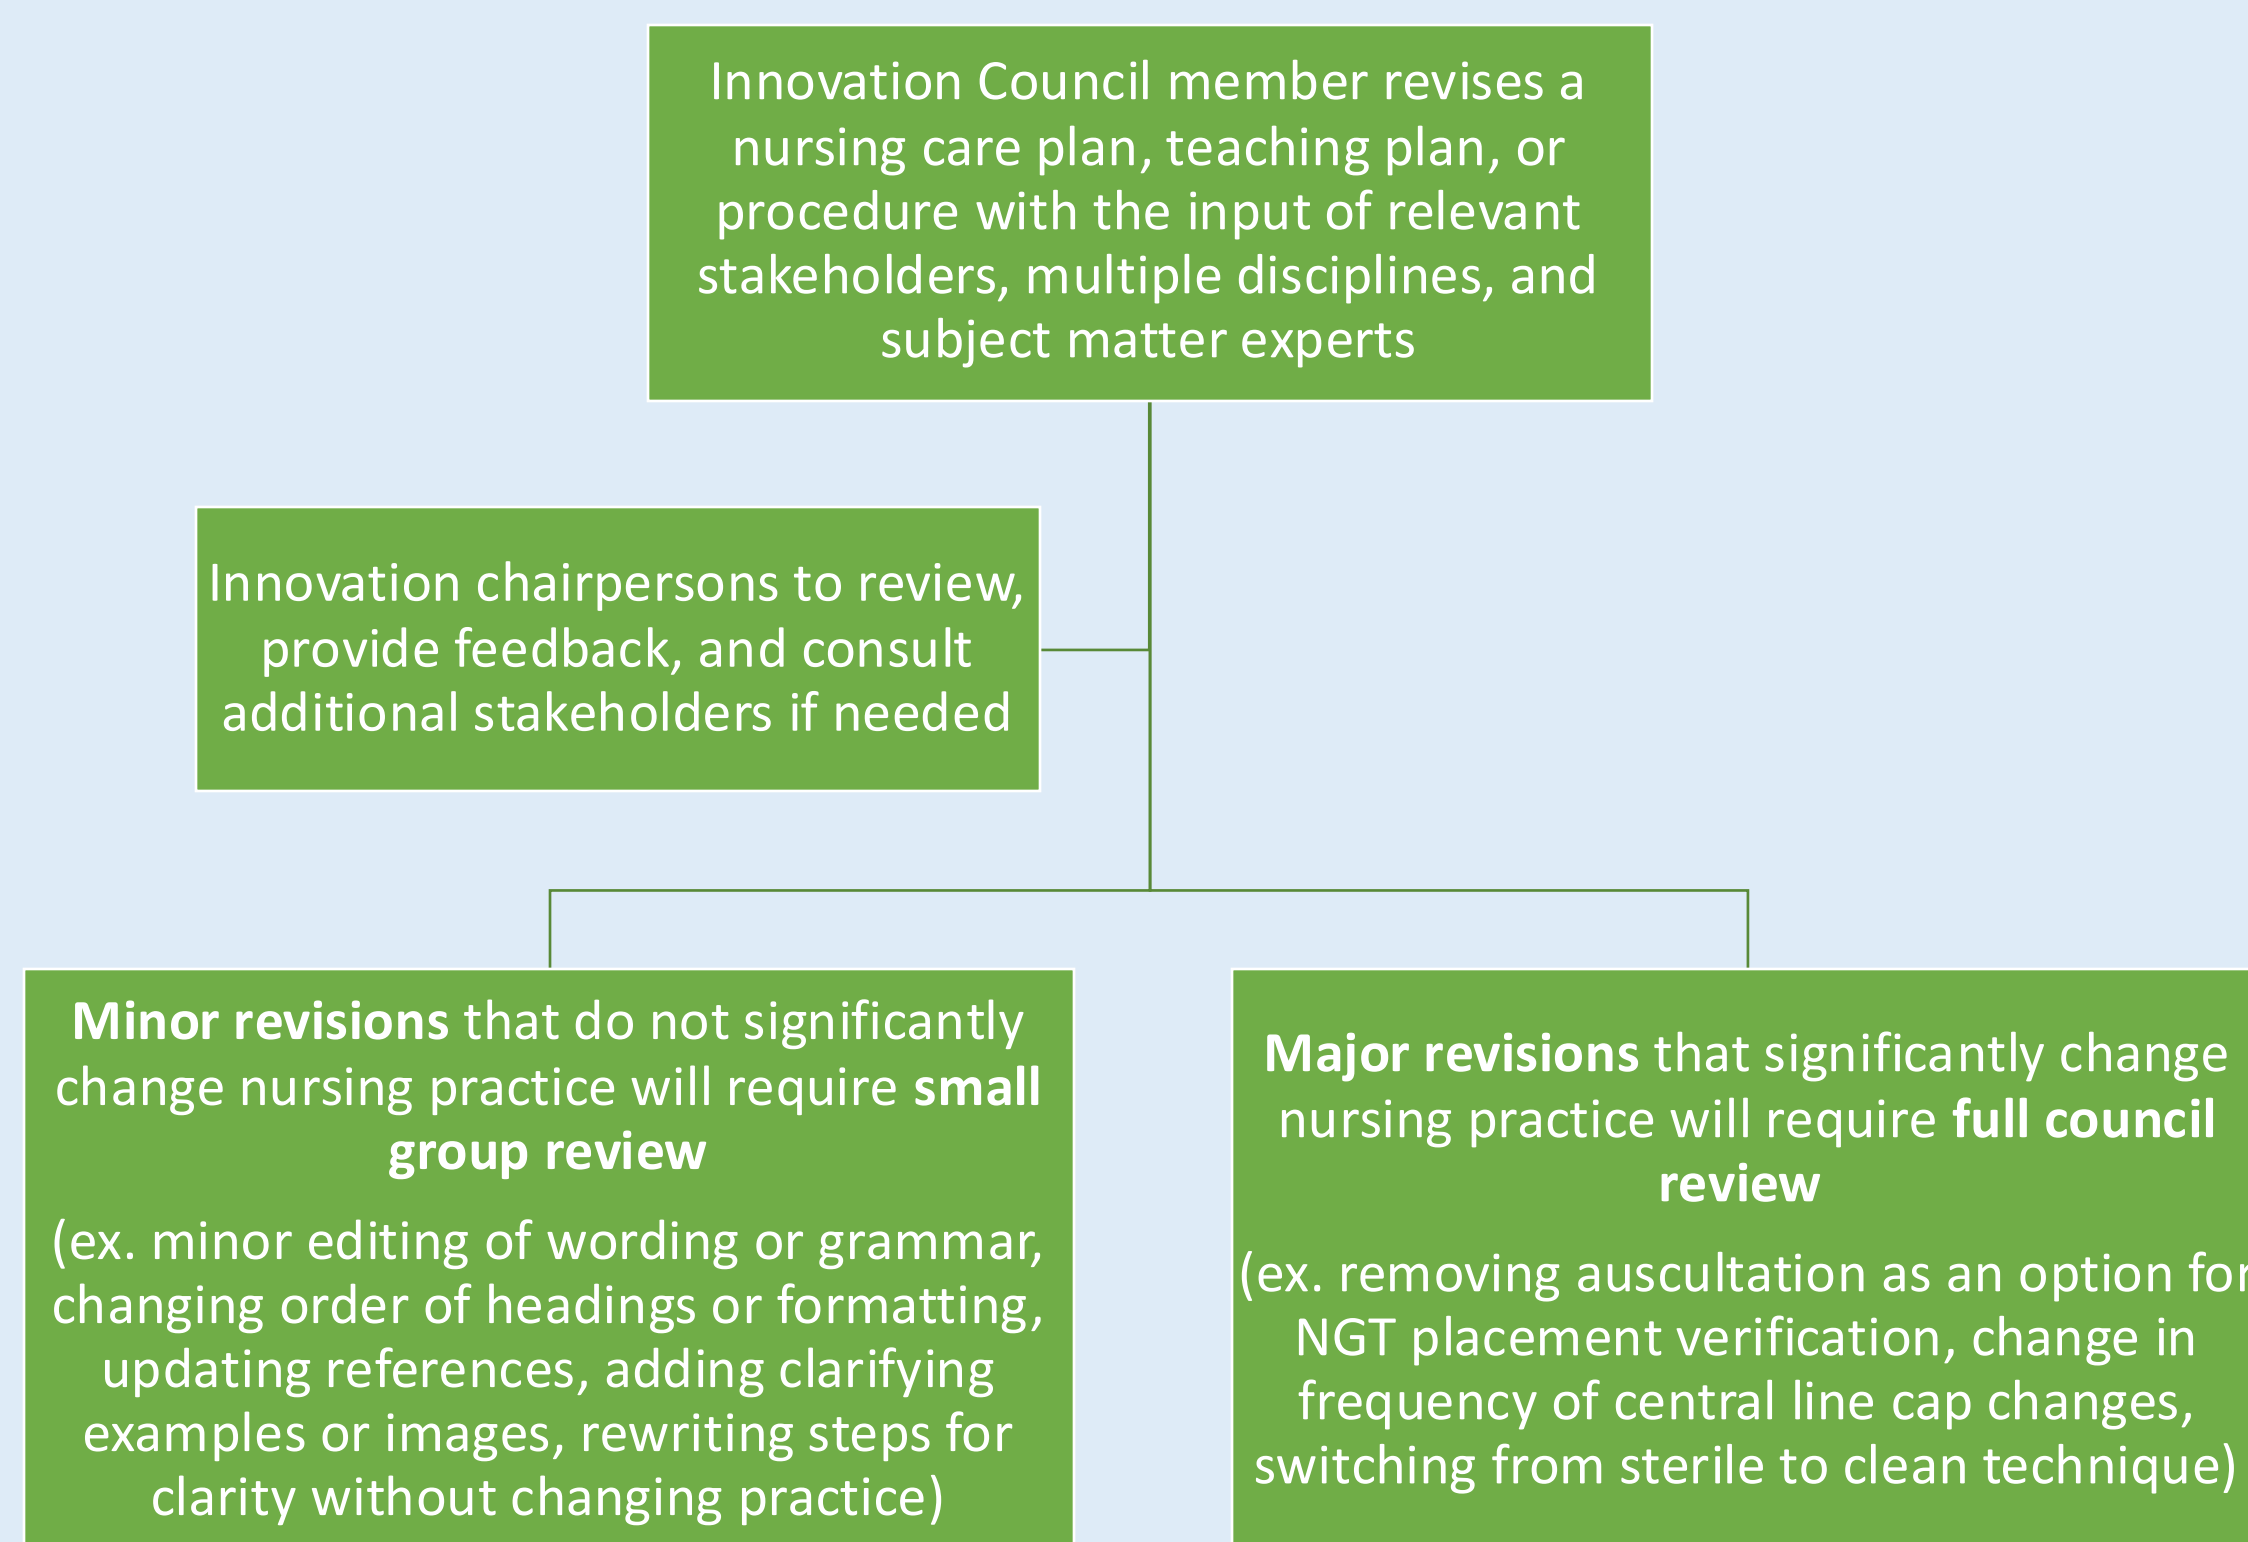 Innovation Council member revises a
nursing care plan, teaching plan, or
procedure with the input of relevant
stakeholders, multiple disciplines, and
subject matter experts
Innovation chairpersons to review,
provide feedback, and consult
additional stakeholders if needed
Minor revisions that do not significantly
change nursing practice will require small
group review
(ex. minor editing of wording or grammar,
changing order of headings or formatting,
updating references, adding clarifying
examples or images, rewriting steps for
clarity without changing practice)
Major revisions that significantly change
nursing practice will require full council
review
(ex. removing auscultation as an option for
NGT placement verification, change in
frequency of central line cap changes,
switching from sterile to clean technique)